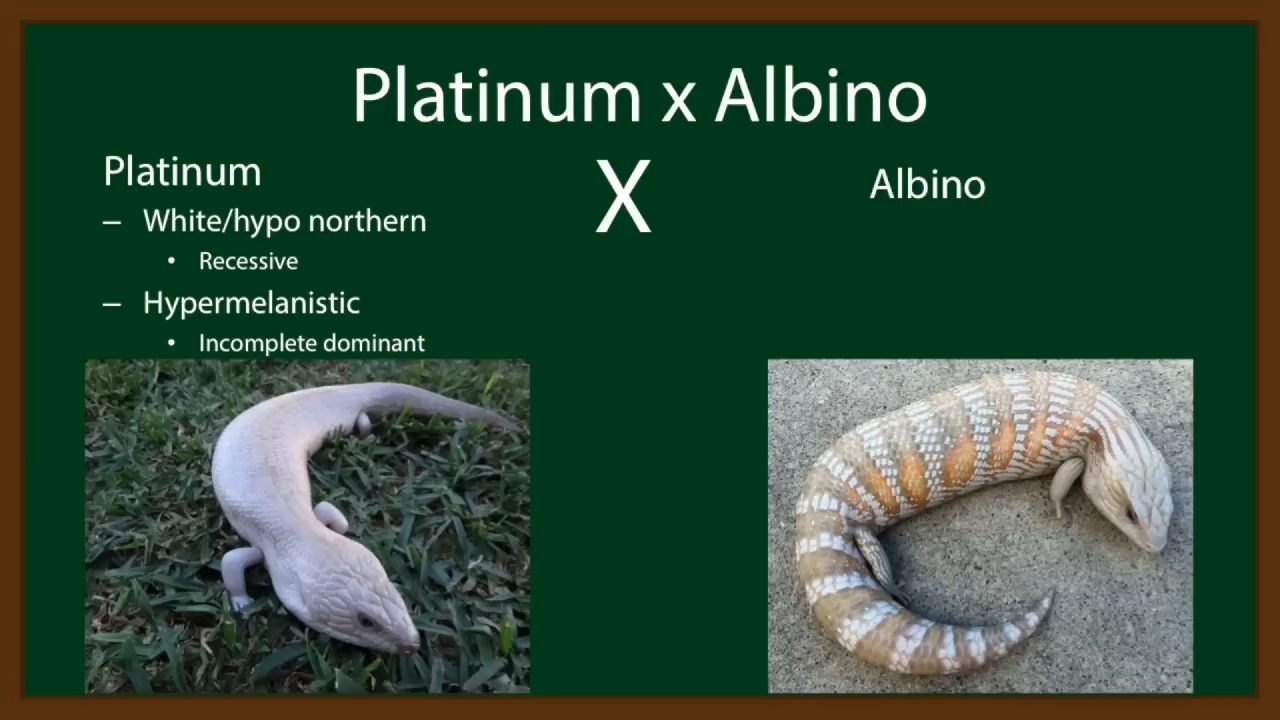 Platinum x Albino
Platinum
– White/hypo northern
• Recessive
– Hypermelanistic
• Incomplete dominant
X
Albino